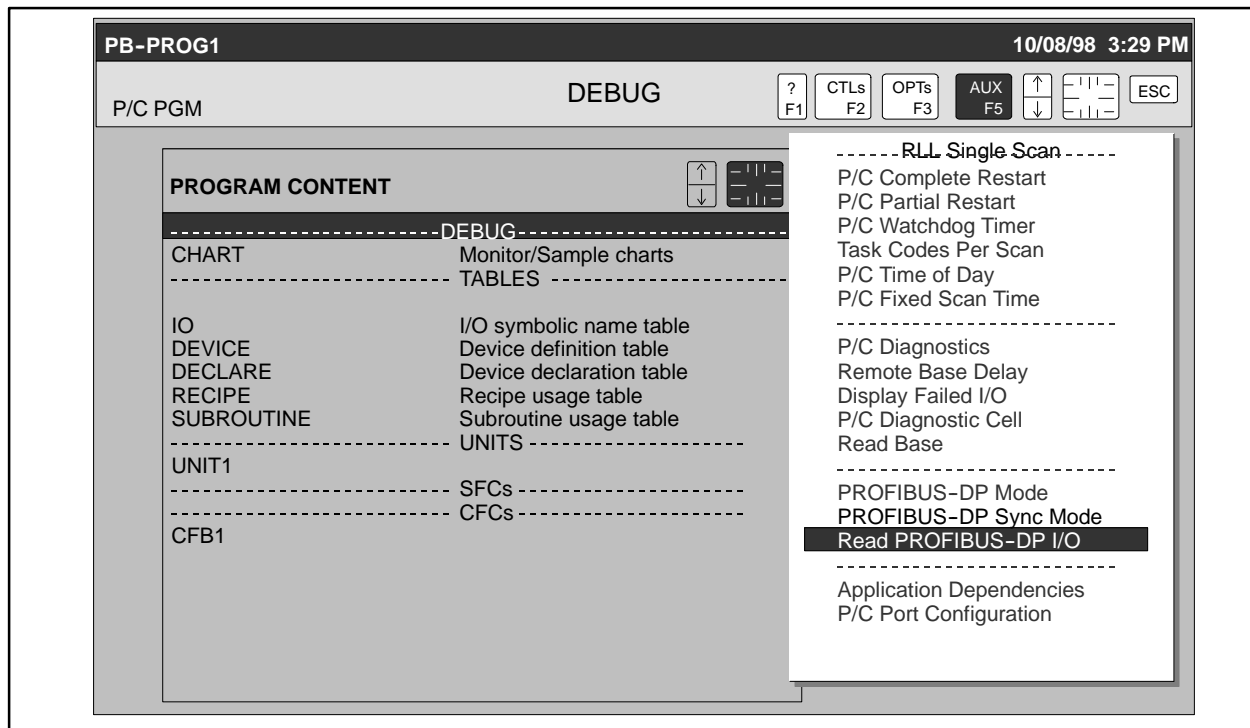 PB-PROG1 10/08/98 3:29 PM
P/C PGM DEBUG ? F1 CTLs F2 OPTs F3 AUX F5 ESC
PROGRAM CONTENT
DEBUG
CHART Monitor/Sample charts
TABLES
IO I/O symbolic name table
DEVICE Device definition table
DECLARE Device declaration table
RECIPE Recipe usage table
SUBROUTINE Subroutine usage table
UNITS
UNIT1
SFCs
CFCs
CFB1
RLL Single Scan
P/C Complete Restart
P/C Partial Restart
P/C Watchdog Timer
Task Codes Per Scan
P/C Time of Day
P/C Fixed Scan Time
P/C Diagnostics
Remote Base Delay
Display Failed I/O
P/C Diagnostic Cell
Read Base
PROFIBUS-DP Mode
PROFIBUS-DP Sync Mode
Read PROFIBUS-DP I/O
Application Dependencies
P/C Port Configuration